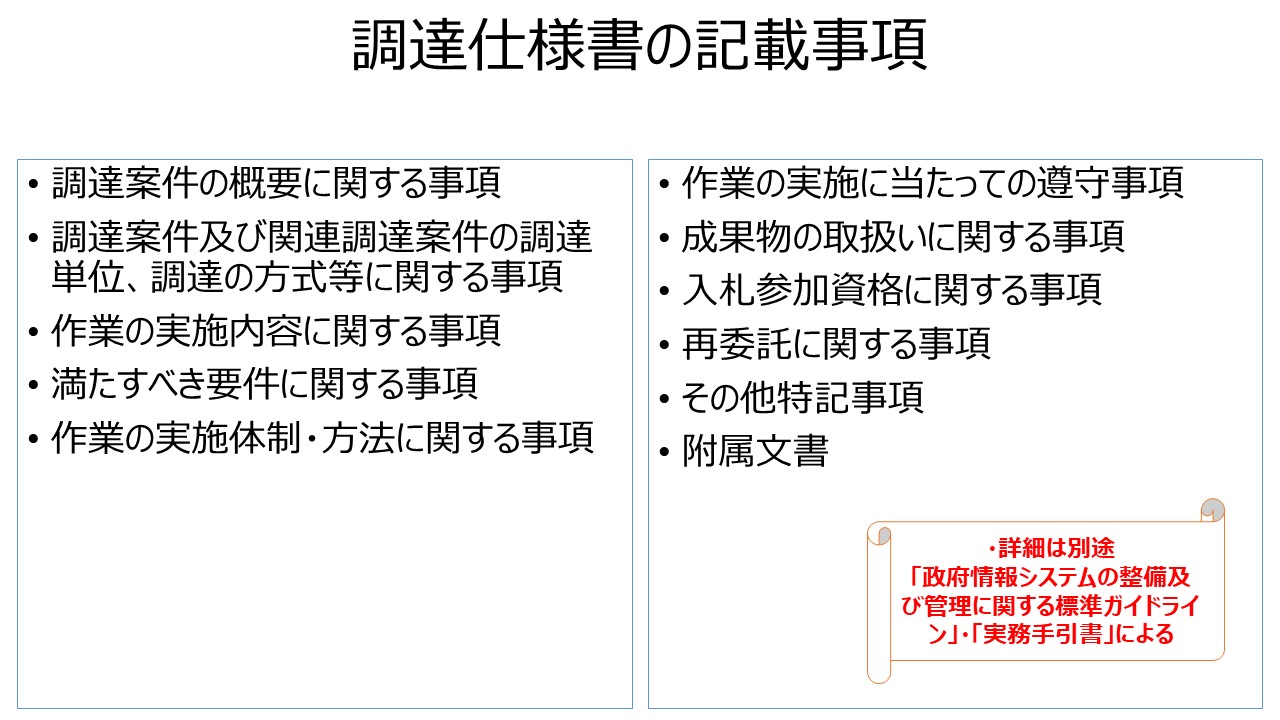 調達仕様書の記載事項
• 調達案件の概要に関する事項
• 調達案件及び関連調達案件の調達
単位、調達の方式等に関する事項
• 作業の実施内容に関する事項
• 満たすべき要件に関する事項
• 作業の実施体制・方法に関する事項
• 作業の実施に当たっての遵守事項
• 成果物の取扱いに関する事項
• 入札参加資格に関する事項
• 再委託に関する事項
• その他特記事項
• 附属文書
・詳細は別途
「政府情報システムの整備及
び管理に関する標準ガイドライ
ン」・「実務手引書」による